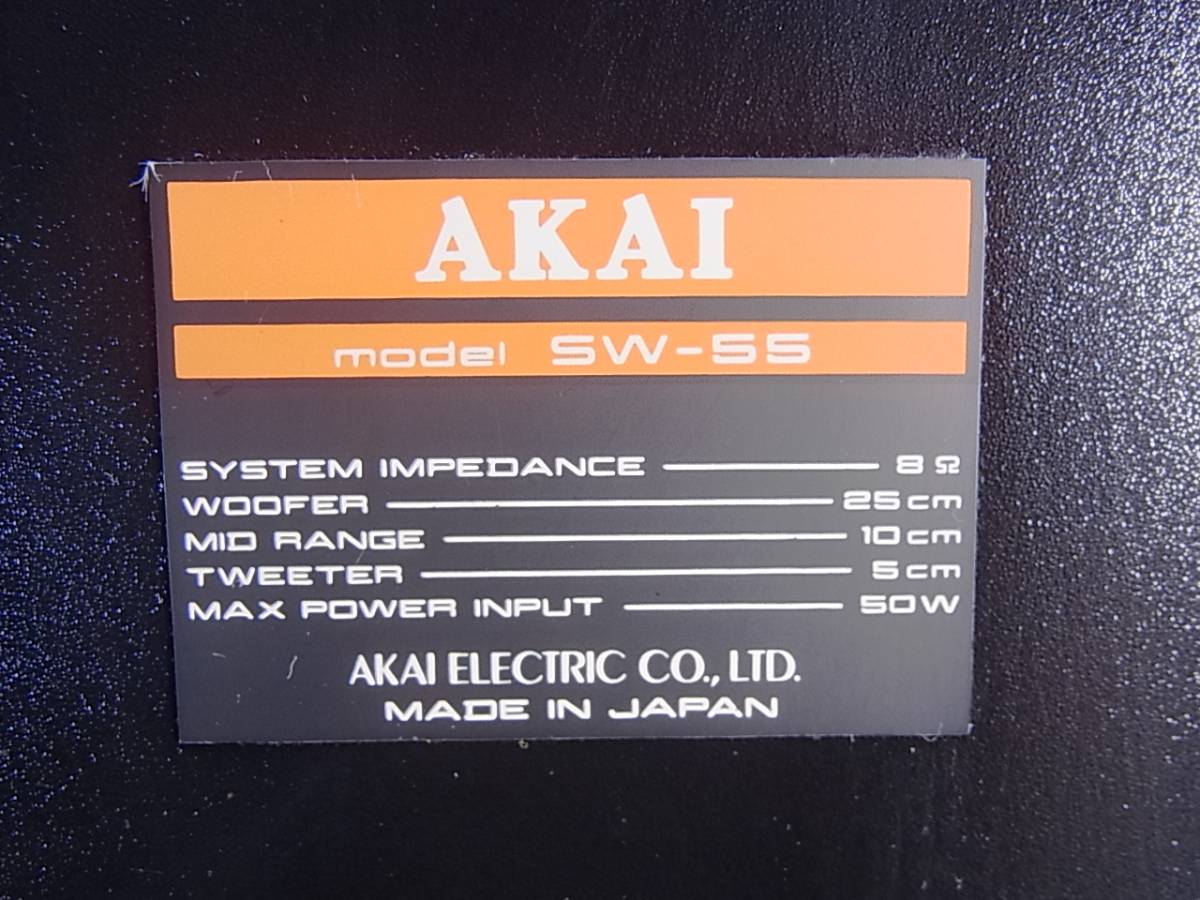 AKAI
model SW-55
SYSTEM IMPEDANCE 8 Ω
WOOFER 25 cm
MID RANGE 10 cm
TWEETER 5 cm
MAX POWER INPUT 50W
AKAI ELECTRIC CO., LTD.
MADE IN JAPAN